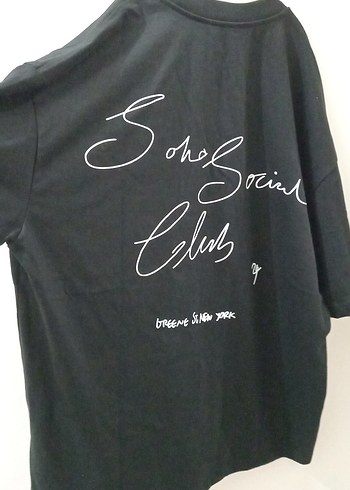 Soho
Social
Club
GREENE St. NEW YORK